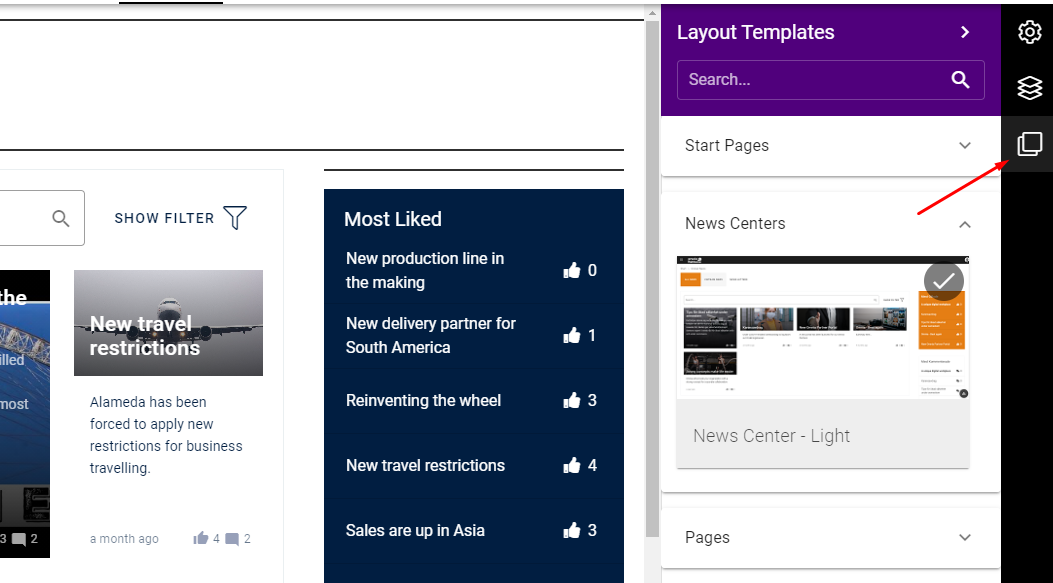 SHOW FILTER
the
illed
most
3 2
New travel
restrictions
Alameda has been
forced to apply new
restrictions for business
travelling.
a month ago 4 2
Most Liked
New production line in
the making
0
New delivery partner for
South America
1
Reinventing the wheel 3
New travel restrictions 4
Sales are up in Asia 3
Layout Templates
Search...
Start Pages
News Centers
News Center - Light
Pages